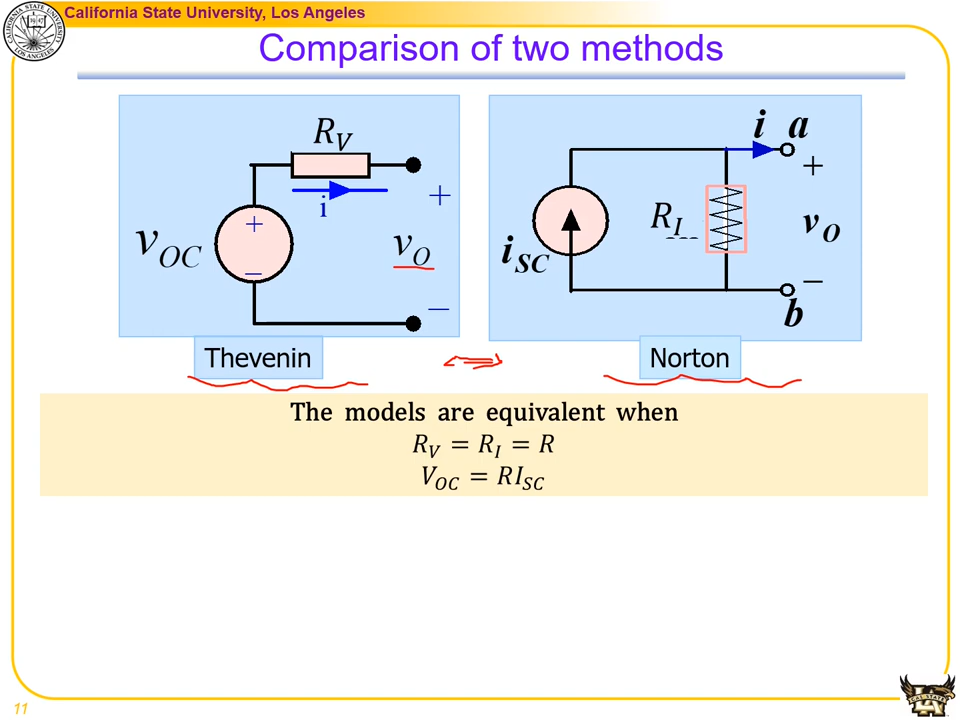 California State University, Los Angeles
Comparison of two methods
R_V
+
i
+
v_OC
v_O
−
−
Thevenin
i a
+
R_I
v_O
i_SC
−
b
Norton
The models are equivalent when
R_V = R_I = R
V_OC = RI_SC
11